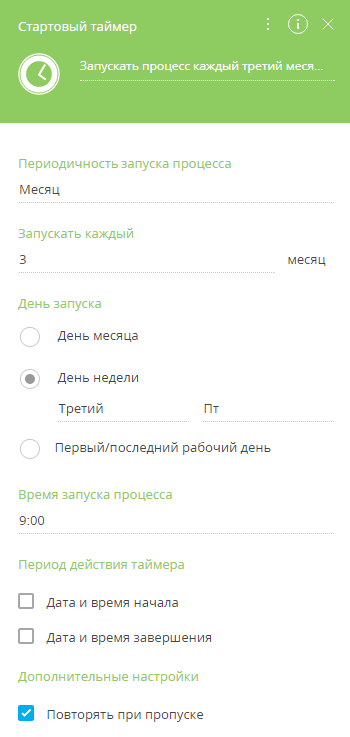 Стартовый таймер
Запускать процесс каждый третий меся...
Периодичность запуска процесса
Месяц
Запускать каждый
3 месяц
День запуска
День месяца
День недели
Третий Пт
Первый/последний рабочий день
Время запуска процесса
9:00
Период действия таймера
Дата и время начала
Дата и время завершения
Дополнительные настройки
Повторять при пропуске